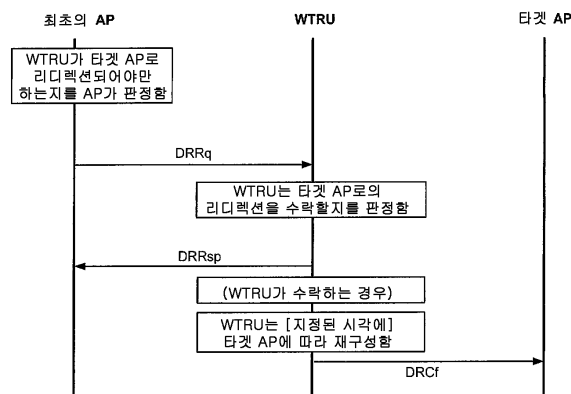 최초의 AP
WTRU
타겟 AP
WTRU가 타겟 AP로
리디렉션되어야만
하는지를 AP가 판정함
DRRq
WTRU는 타겟 AP로의
리디렉션을 수락할지를 판정함
DRRsp
(WTRU가 수락하는 경우)
WTRU는 [지정된 시각에]
타겟 AP에 따라 재구성함
DRCf